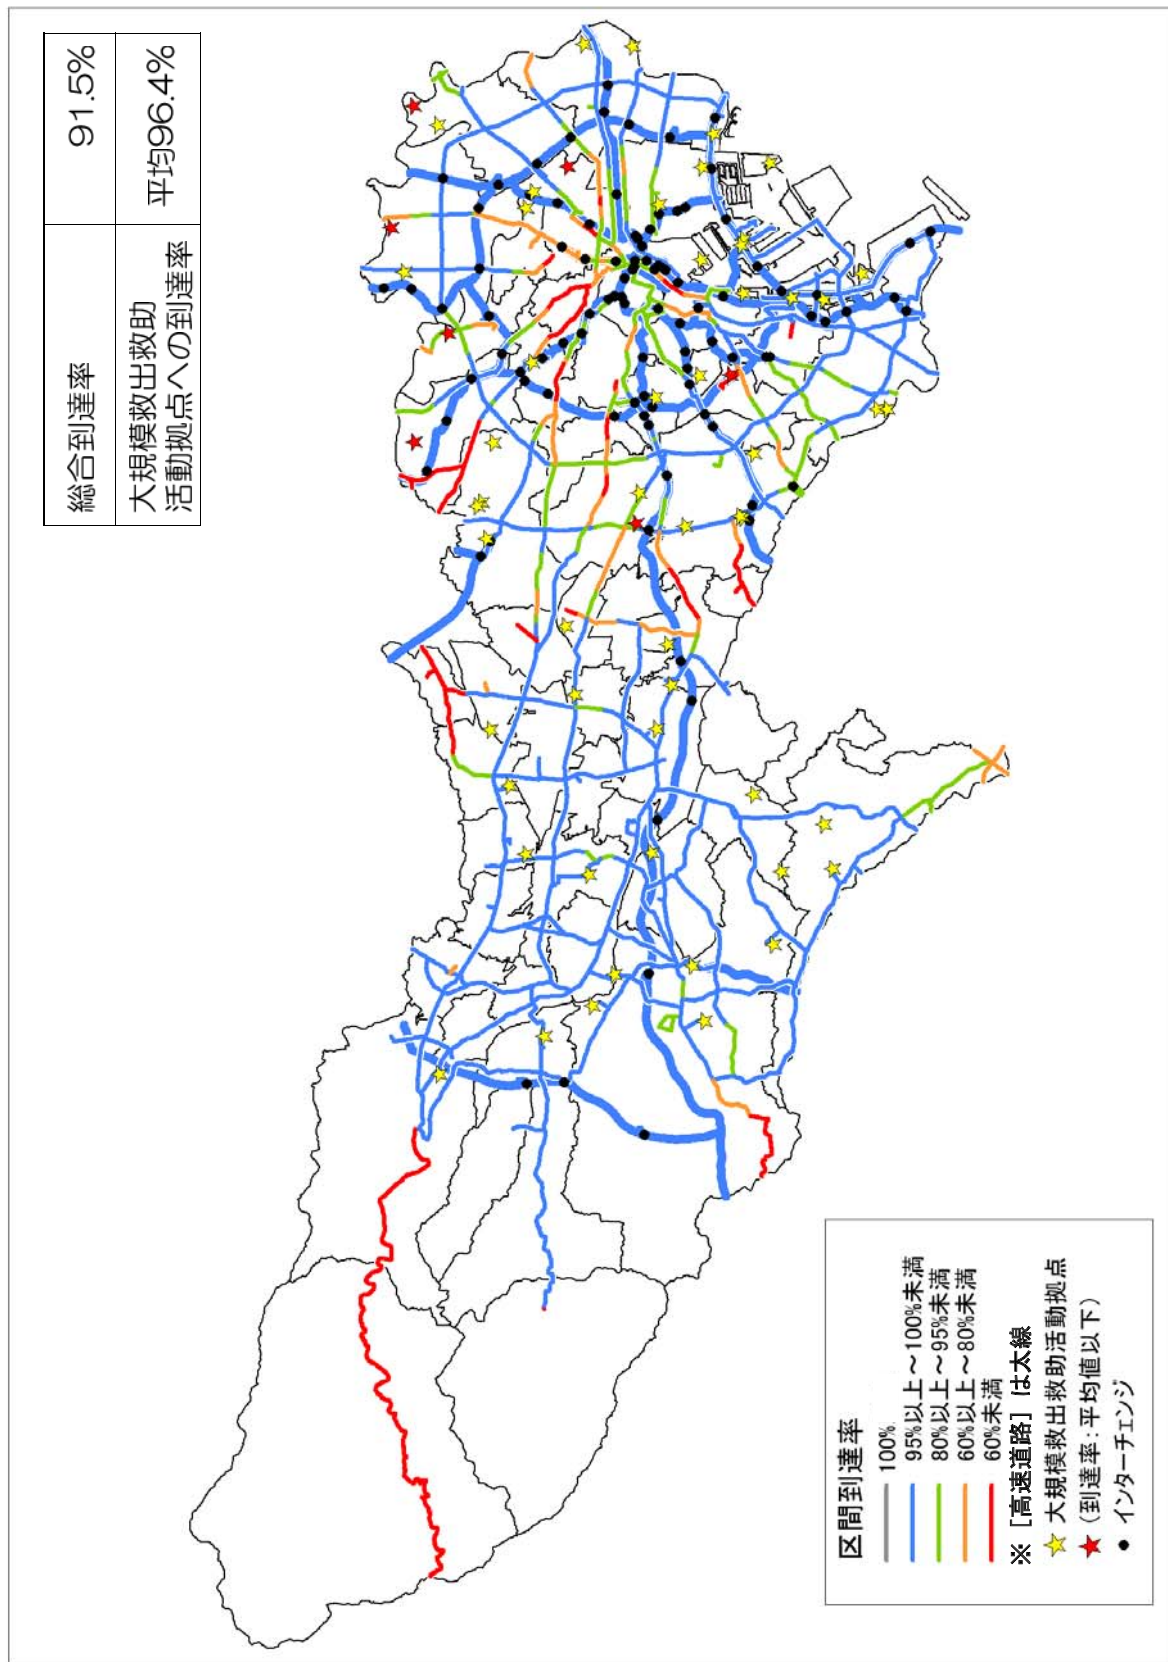 総合到達率 91.5%
大規模救出救助
活動拠点への到達率 平均96.4%
区間到達率
100%
95%以上～100%未満
80%以上～95%未満
60%以上～80%未満
60%未満
※［高速道路］は太線
大規模救出救助活動拠点
(到達率:平均値以下)
インターチェンジ